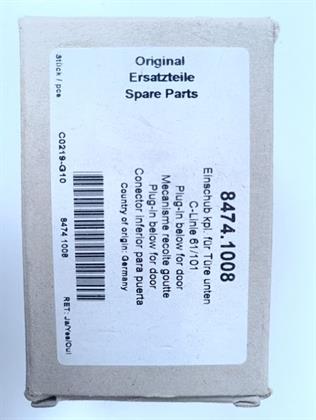 Original
Ersatzteile
Spare Parts
8474.1008
Einschub kpl. für Türe unten
C-Linie 61/101
Plug-in below for door
Mecanisme recolte goutte
Plug-in below for door
Conector inferior para puerta
Country of origin: Germany
Stück / pce
C0219-G10
8474 1008
RET: Ja/Yes/Oui